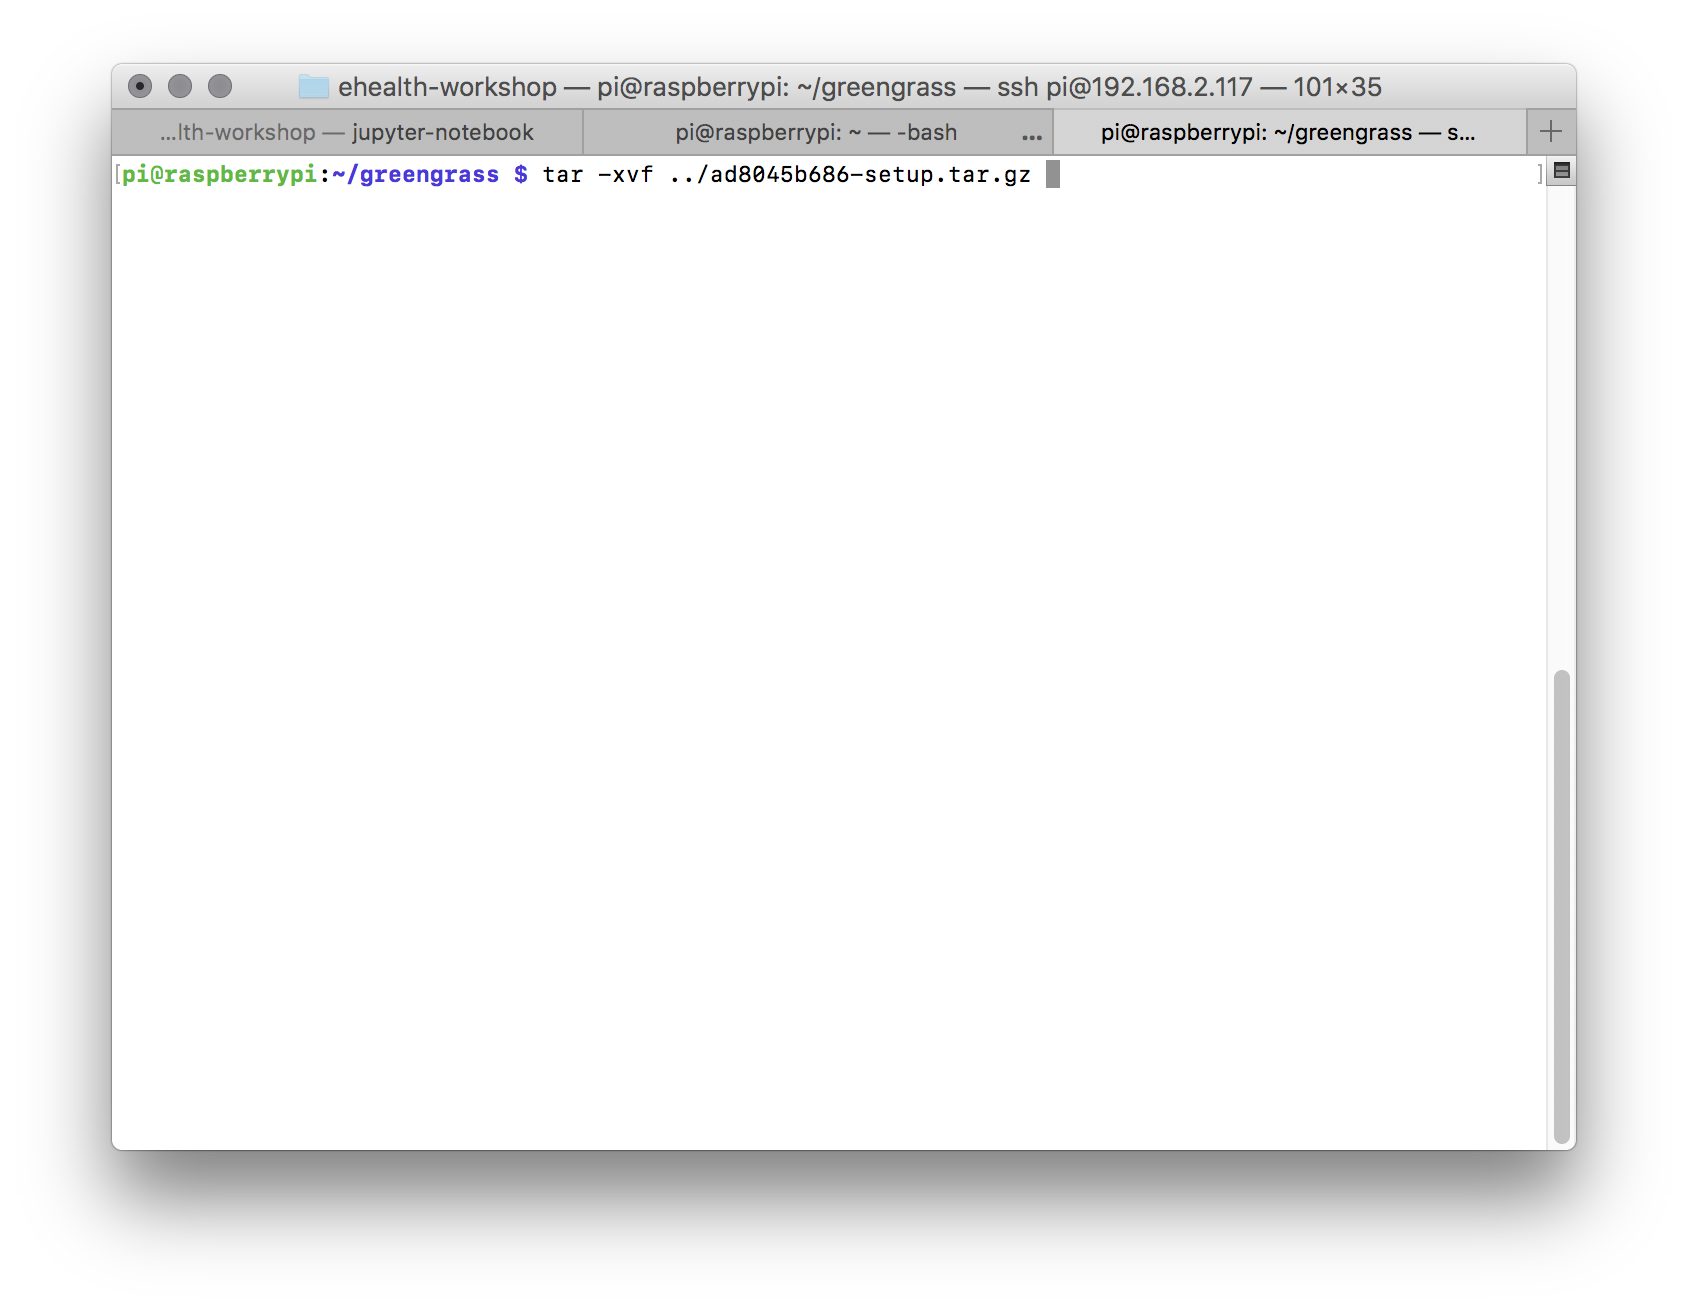 ehealth-workshop — pi@raspberrypi: ~/greengrass — ssh pi@192.168.2.117 — 101×35
...lth-workshop — jupyter-notebook
pi@raspberrypi: ~ — -bash ...
pi@raspberrypi: ~/greengrass — s...
[pi@raspberrypi:~/greengrass $ tar -xvf ../ad8045b686-setup.tar.gz ]